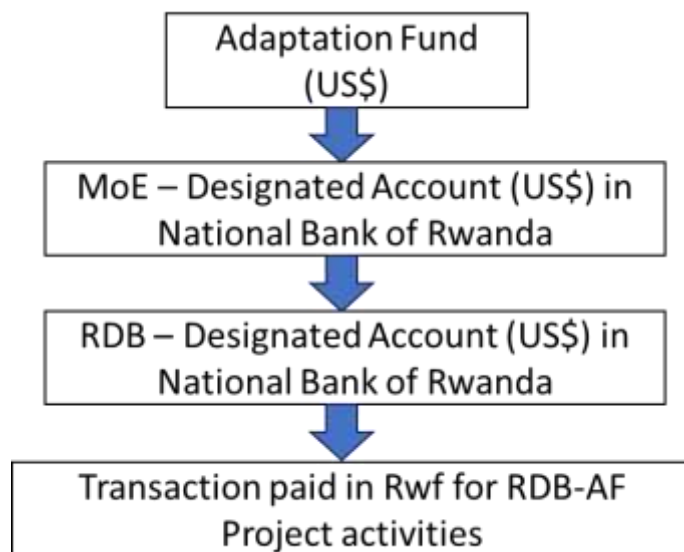 Adaptation Fund
(US$)
MoE – Designated Account (US$) in
National Bank of Rwanda
RDB – Designated Account (US$) in
National Bank of Rwanda
Transaction paid in Rwf for RDB-AF
Project activities